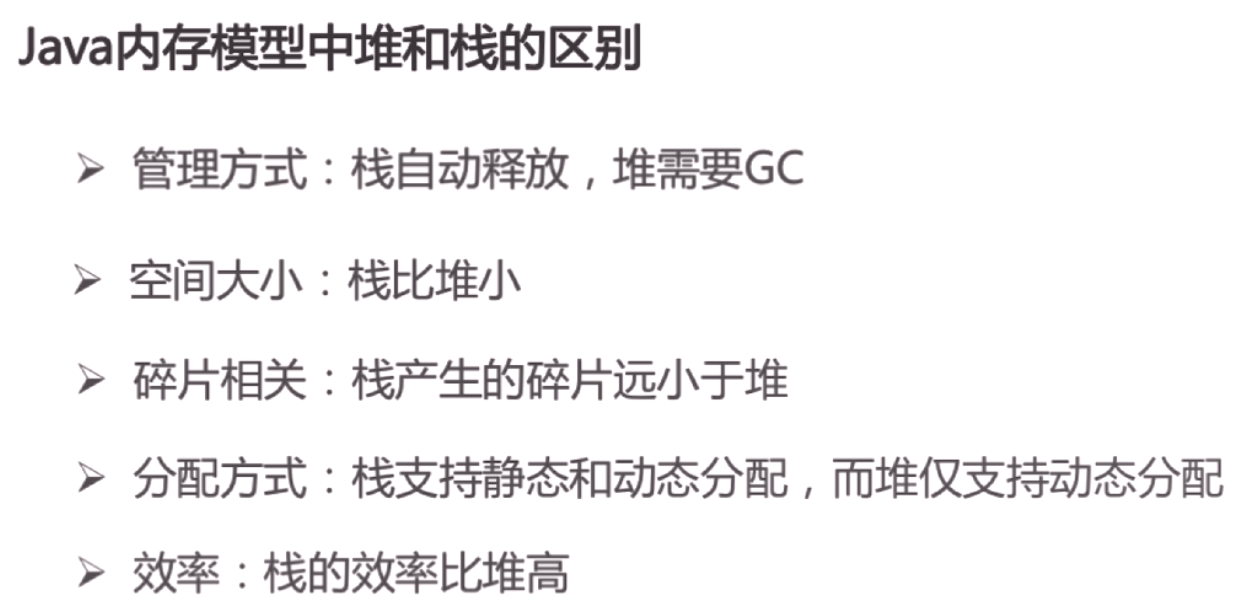 Java内存模型中堆和栈的区别
➢ 管理方式：栈自动释放，堆需要GC
➢ 空间大小：栈比堆小
➢ 碎片相关：栈产生的碎片远小于堆
➢ 分配方式：栈支持静态和动态分配，而堆仅支持动态分配
➢ 效率：栈的效率比堆高